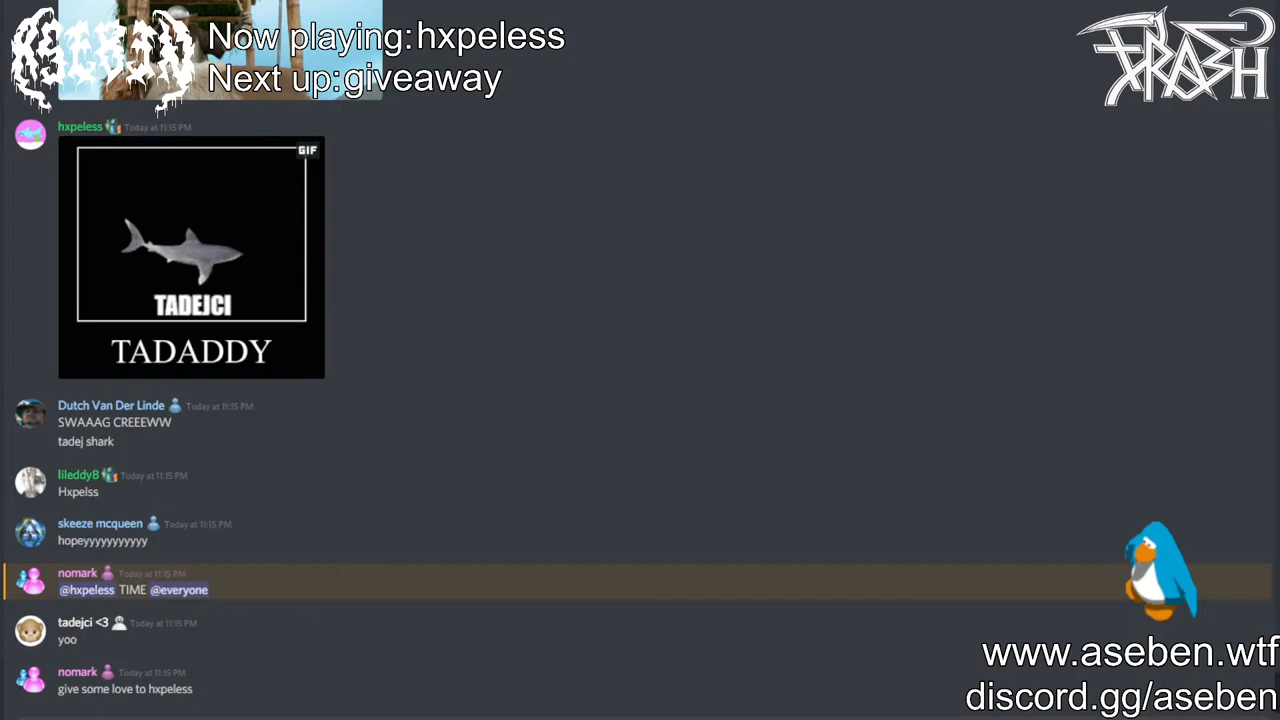 ASEBEN
Now playing:hxpeless
Next up:giveaway
TRASH
hxpeless Today at 11:15 PM
GIF
TADEJCI
TADADDY
Dutch Van Der Linde Today at 11:15 PM
SWAAAG CREEEWW
tadej shark
lileddy8 Today at 11:15 PM
Hxpelss
skeeze mcqueen Today at 11:15 PM
hopeyyyyyyyyyyy
nomark Today at 11:15 PM
@hxpeless TIME @everyone
tadejci <3 Today at 11:15 PM
yoo
nomark Today at 11:15 PM
give some love to hxpeless
www.aseben.wtf
discord.gg/aseben